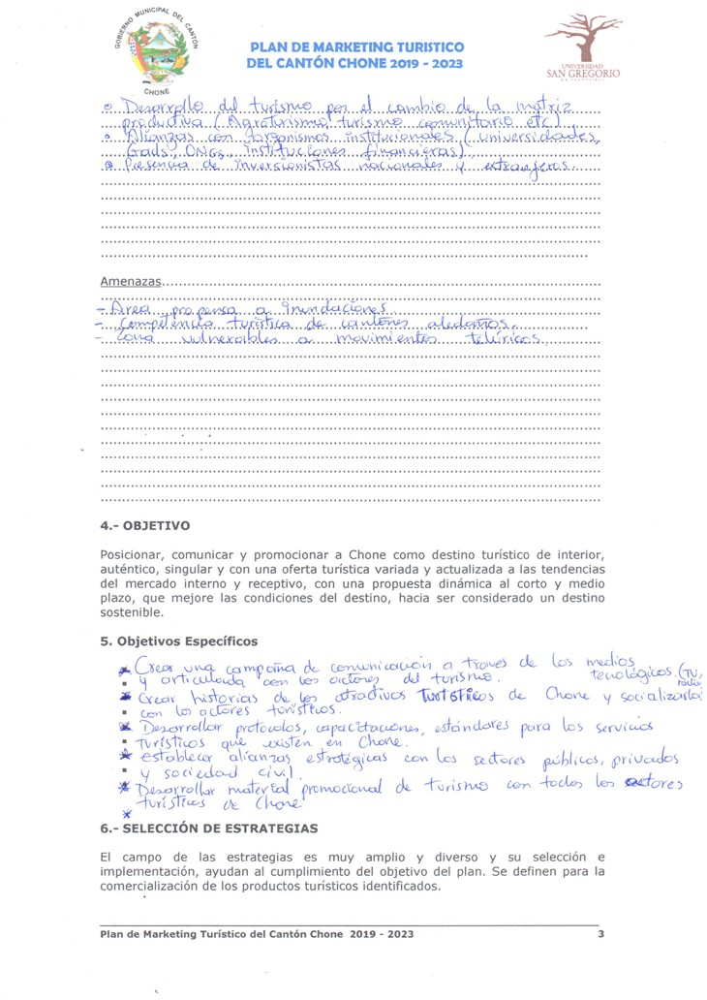 GOBIERNO MUNICIPAL DEL CANTÓN
CHONE
PLAN DE MARKETING TURISTICO
DEL CANTÓN CHONE 2019 - 2023
UNIVERSIDAD
SAN GREGORIO
DE PORTOVIEJO
o Desarrollo del turismo por el cambio de la matriz
productiva (Agroturismo, turismo comunitario etc)
o Alianzas con organismos institucionales (universidades,
Gads, ONGs, Instituciones financieras)
o Presencia de inversionistas nacionales y extranjeros.
Amenazas
- Area propensa a inundaciones
- Competencia turística de cantones aledaños.
- Zona vulnerables a movimientos telúricos.
4.- OBJETIVO
Posicionar, comunicar y promocionar a Chone como destino turístico de interior,
auténtico, singular y con una oferta turística variada y actualizada a las tendencias
del mercado interno y receptivo, con una propuesta dinámica al corto y medio
plazo, que mejore las condiciones del destino, hacia ser considerado un destino
sostenible.
5. Objetivos Específicos
* Crear una campaña de comunicación a traves de los medios
tecnológicos. (TV, radio
y articulada con los actores del turismo.
* Crear historias de los atractivos turísticos de Chone y socializarlo
con lo actores turísticos.
* Desarrollar protocolos, capacitaciones, estándares para los servicios
turísticos que existen en Chone.
* establecer alianzas estratégicas con los sectores públicos, privados
y sociedad civil.
* Desarrollar material promocional de turismo con todos los actores
turísticos de Chone
*
6.- SELECCIÓN DE ESTRATEGIAS
El campo de las estrategias es muy amplio y diverso y su selección e
implementación, ayudan al cumplimiento del objetivo del plan. Se definen para la
comercialización de los productos turísticos identificados.
Plan de Marketing Turístico del Cantón Chone 2019 - 2023 3